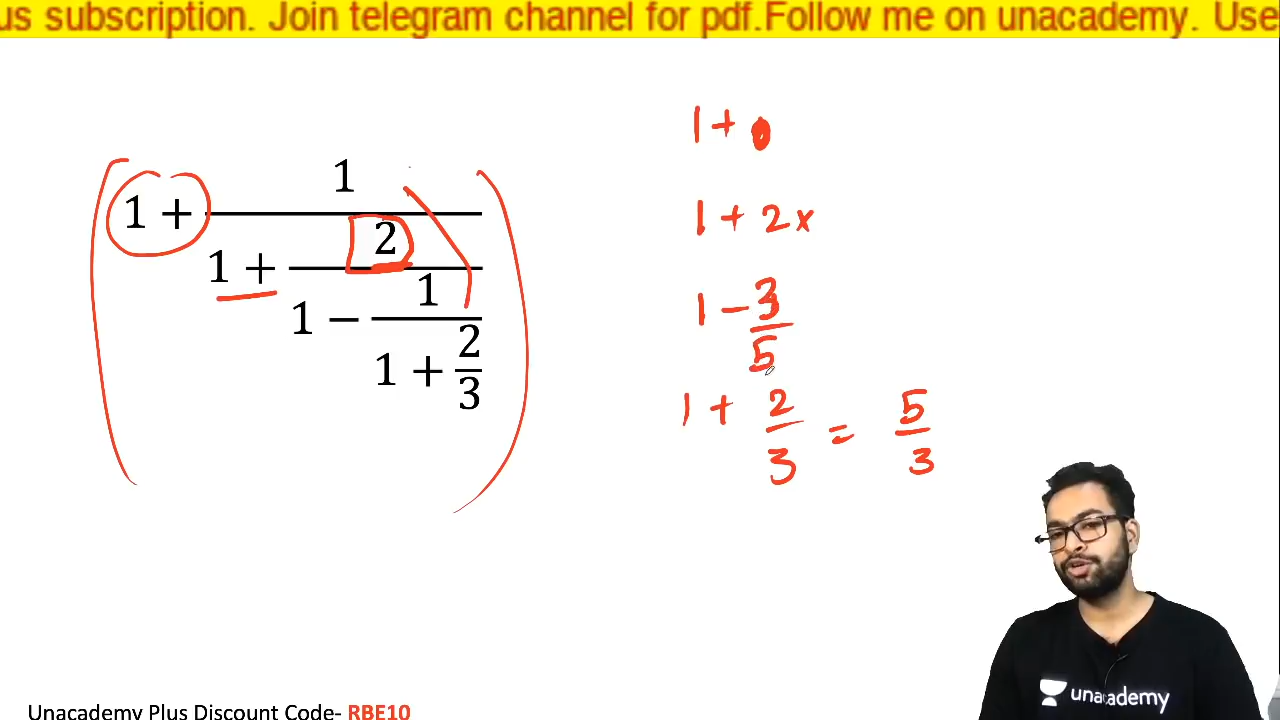 us subscription. Join telegram channel for pdf.Follow me on unacademy. Use
1 + 1
1 + 2
1 − 1
1 + 2/3
1 +
1 + 2x
1 - 3/5
1 + 2/3 = 5/3
unacademy
Unacademy Plus Discount Code- RBE10